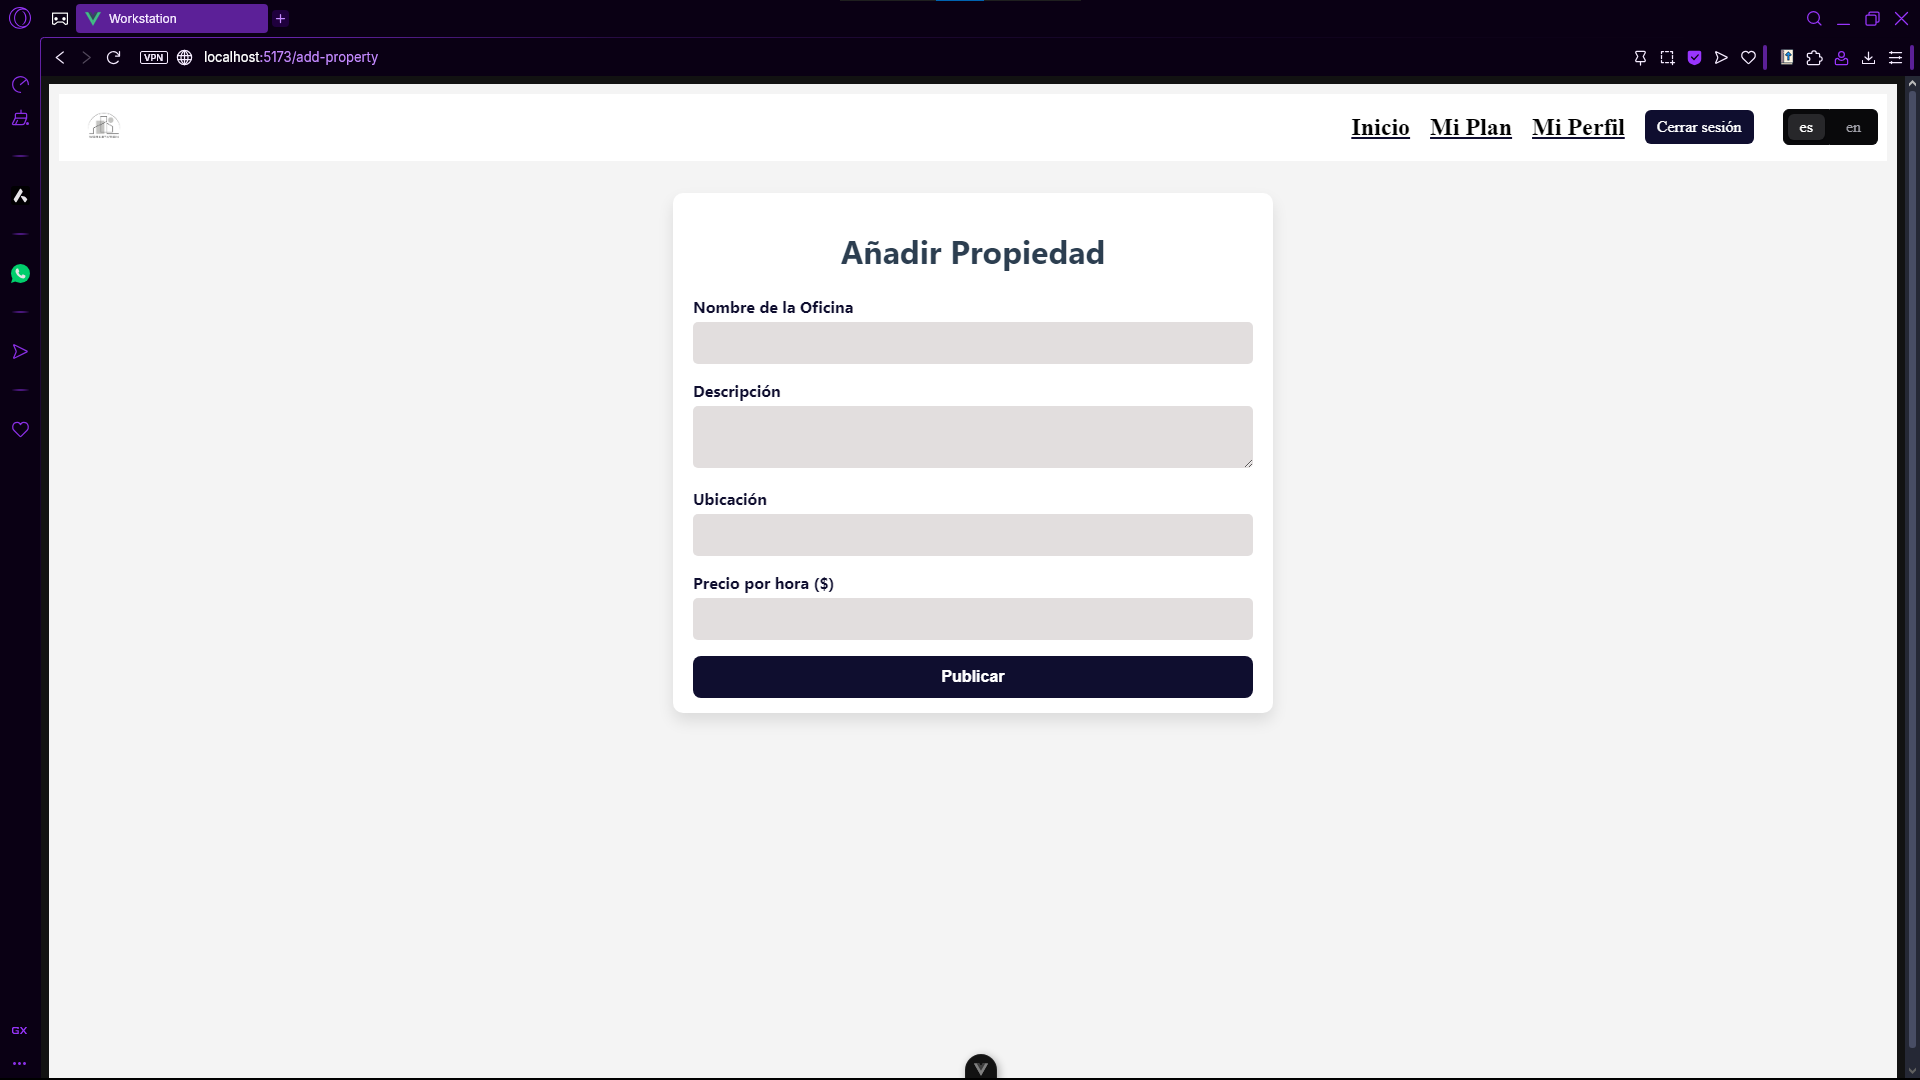 Workstation
VPN
localhost:5173/add-property
Inicio
Mi Plan
Mi Perfil
Cerrar sesión
es
en
Añadir Propiedad
Nombre de la Oficina
Descripción
Ubicación
Precio por hora ($)
Publicar
GX